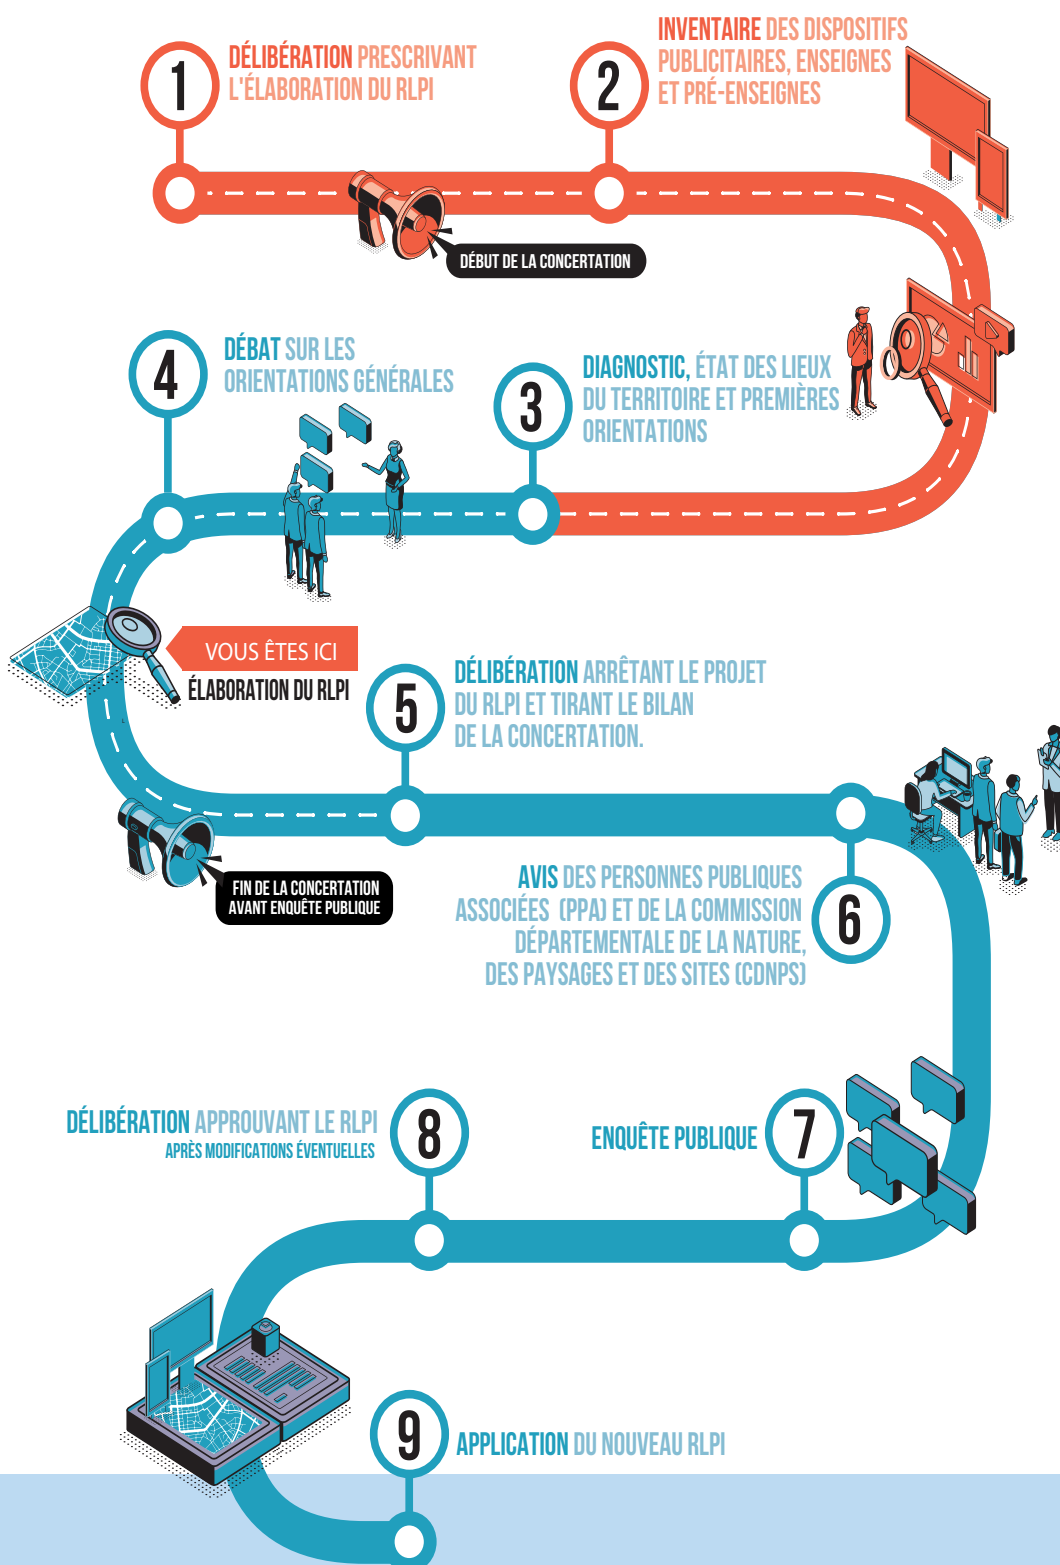 1
DÉLIBÉRATION PRESCRIVANT
L'ÉLABORATION DU RLPI
2
INVENTAIRE DES DISPOSITIFS
PUBLICITAIRES, ENSEIGNES
ET PRÉ-ENSEIGNES
DÉBUT DE LA CONCERTATION
3
DIAGNOSTIC, ÉTAT DES LIEUX
DU TERRITOIRE ET PREMIÈRES
ORIENTATIONS
4
DÉBAT SUR LES
ORIENTATIONS GÉNÉRALES
VOUS ÊTES ICI
ÉLABORATION DU RLPI
5
DÉLIBÉRATION ARRÊTANT LE PROJET
DU RLPI ET TIRANT LE BILAN
DE LA CONCERTATION.
FIN DE LA CONCERTATION
AVANT ENQUÊTE PUBLIQUE
6
AVIS DES PERSONNES PUBLIQUES
ASSOCIÉES (PPA) ET DE LA COMMISSION
DÉPARTEMENTALE DE LA NATURE,
DES PAYSAGES ET DES SITES (CDNPS)
7
ENQUÊTE PUBLIQUE
8
DÉLIBÉRATION APPROUVANT LE RLPI
APRÈS MODIFICATIONS ÉVENTUELLES
9
APPLICATION DU NOUVEAU RLPI